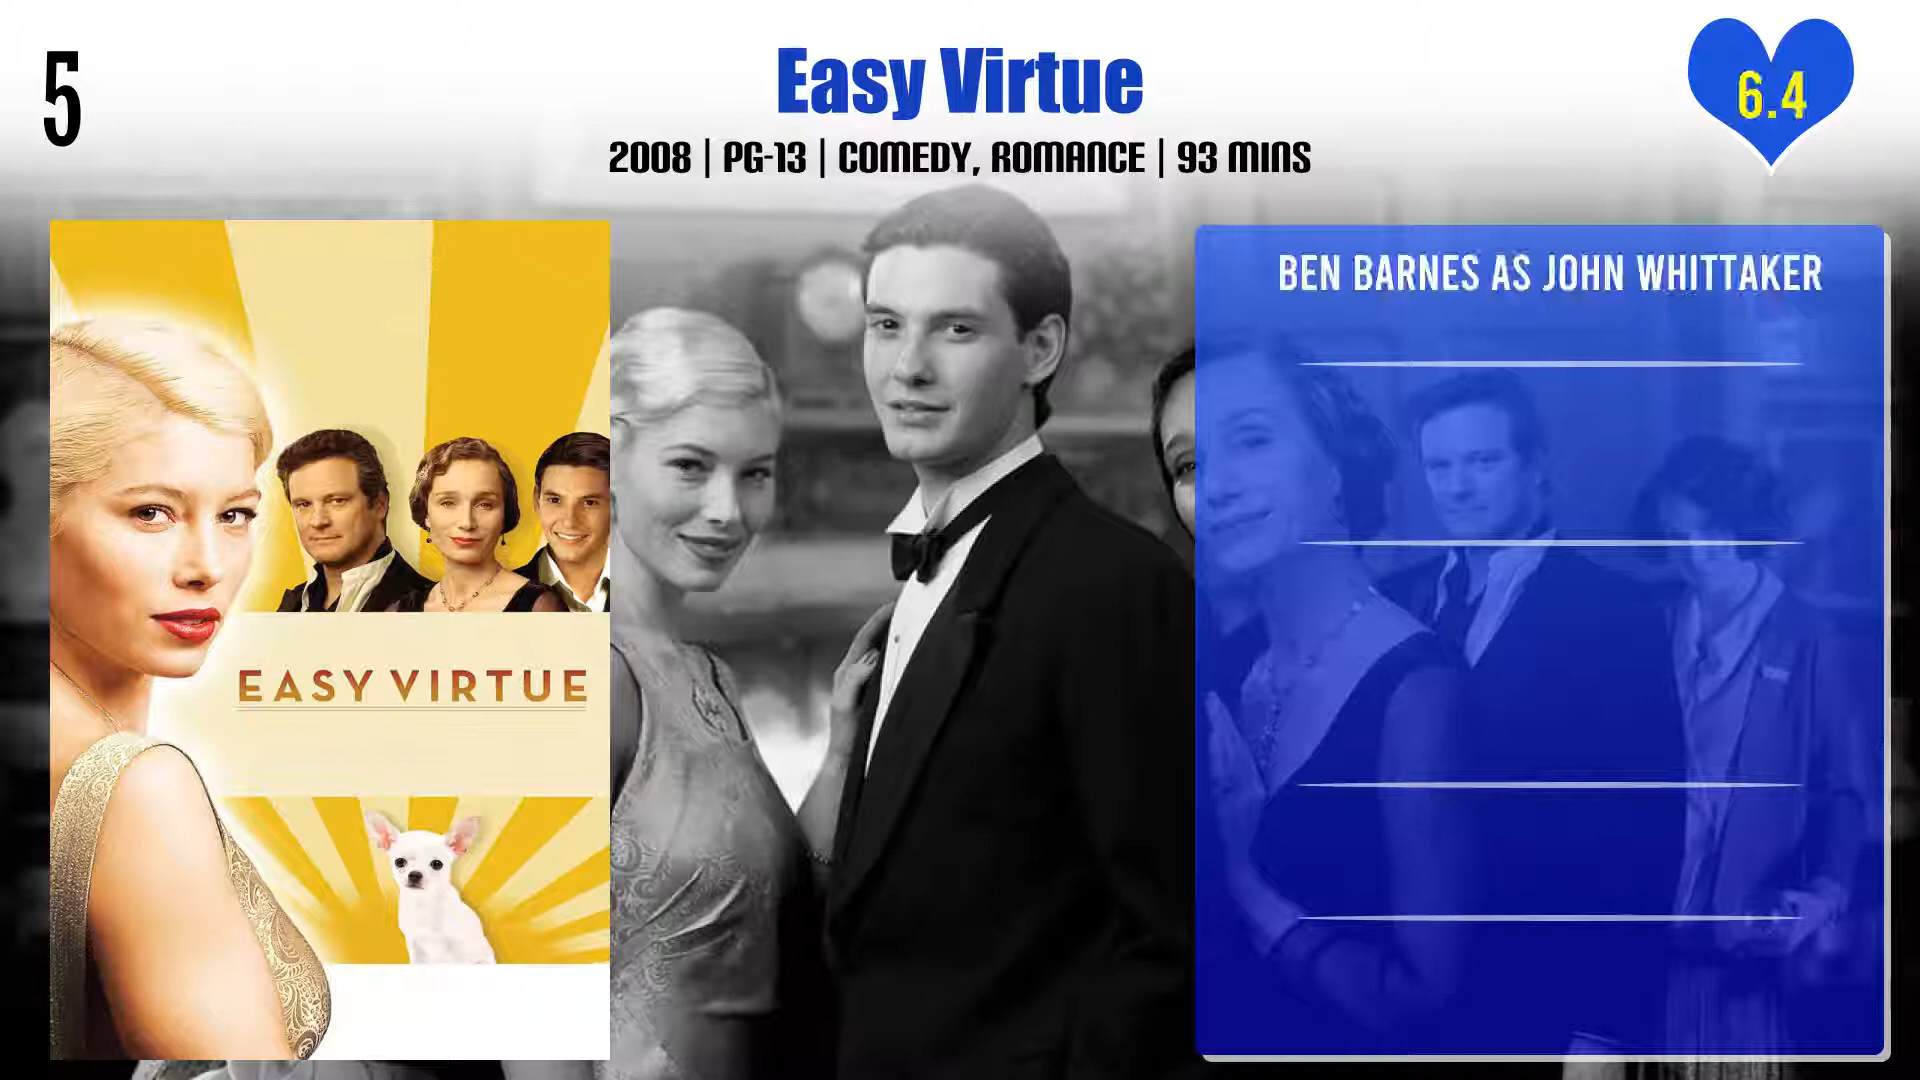 5
Easy Virtue
6.4
2008 | PG-13 | COMEDY, ROMANCE | 93 MINS
BEN BARNES AS JOHN WHITTAKER
EASY VIRTUE